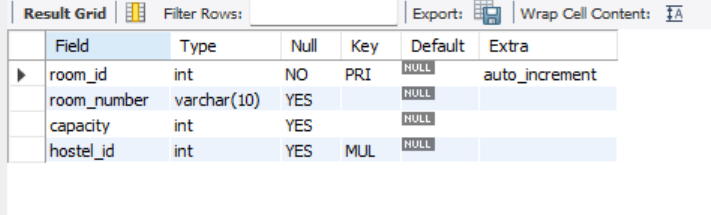 Result Grid Filter Rows: Export: Wrap Cell Content: IA
Field Type Null Key Default Extra
room_id int NO PRI NULL auto_increment
room_number varchar(10) YES NULL
capacity int YES NULL
hostel_id int YES MUL NULL